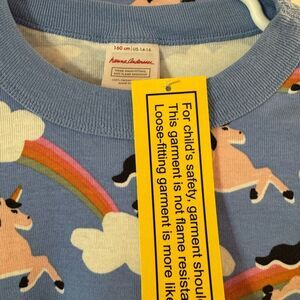 160 cm | US 14-16
hanna Andersson
For child's safety, garment shoul
This garment is not flame resista
Loose-fitting garment is more lik